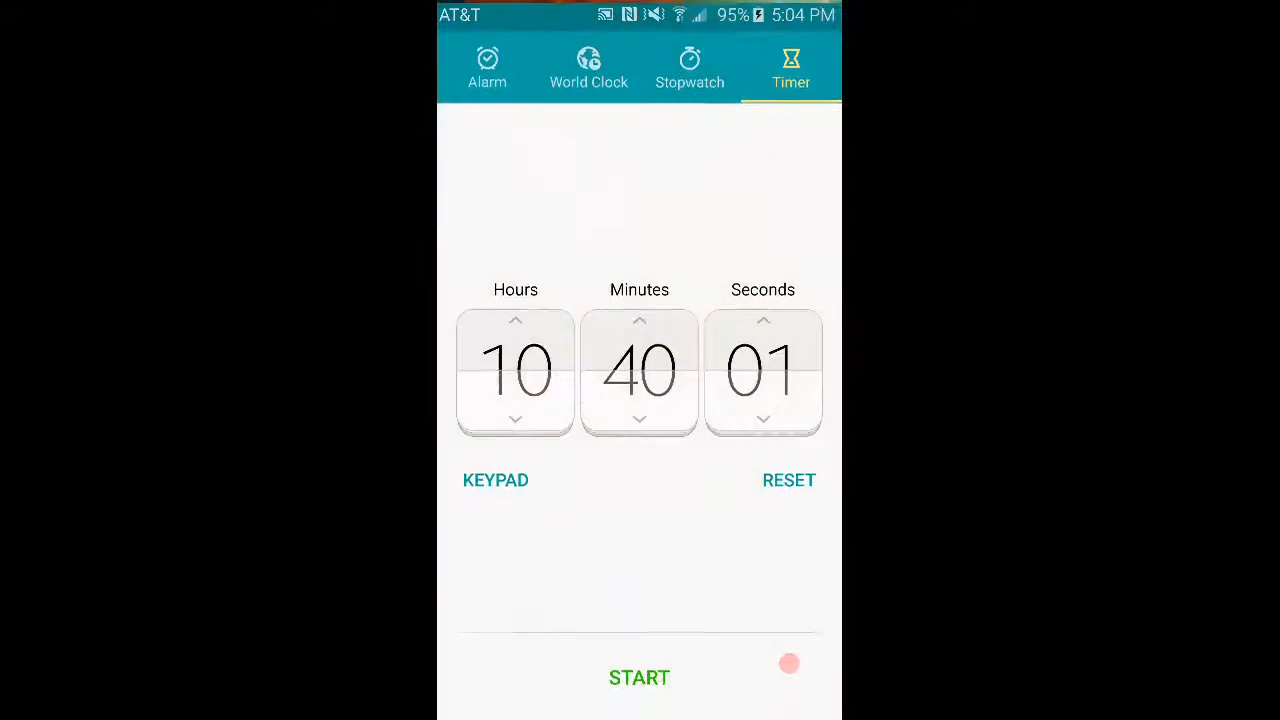 AT&T 95% 5:04 PM
Alarm World Clock Stopwatch Timer
Hours Minutes Seconds
10 40 01
KEYPAD RESET
START